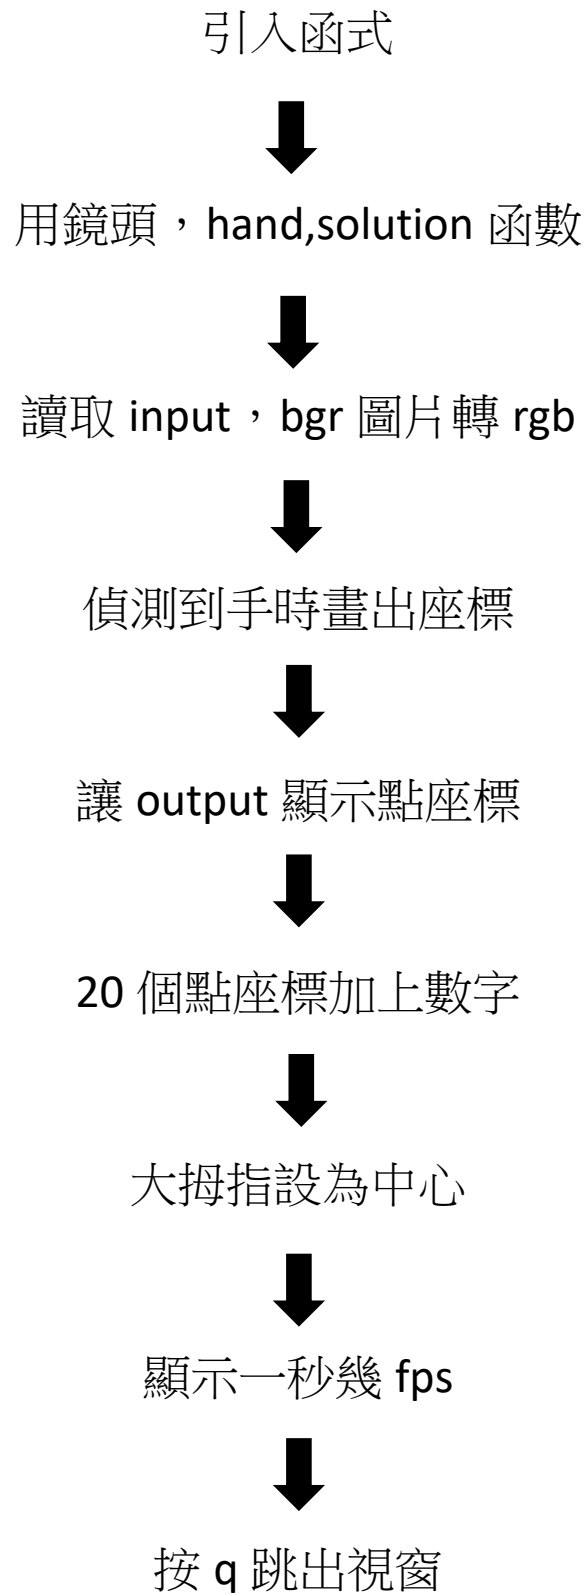 引入函式
用鏡頭，hand,solution 函數
讀取 input，bgr 圖片轉 rgb
偵測到手時畫出座標
讓 output 顯示點座標
20 個點座標加上數字
大拇指設為中心
顯示一秒幾 fps
按 q 跳出視窗